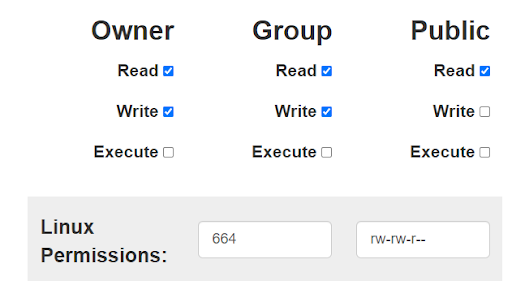 Owner Group Public
Read Read Read
Write Write Write
Execute Execute Execute
Linux
Permissions:
664 rw-rw-r--